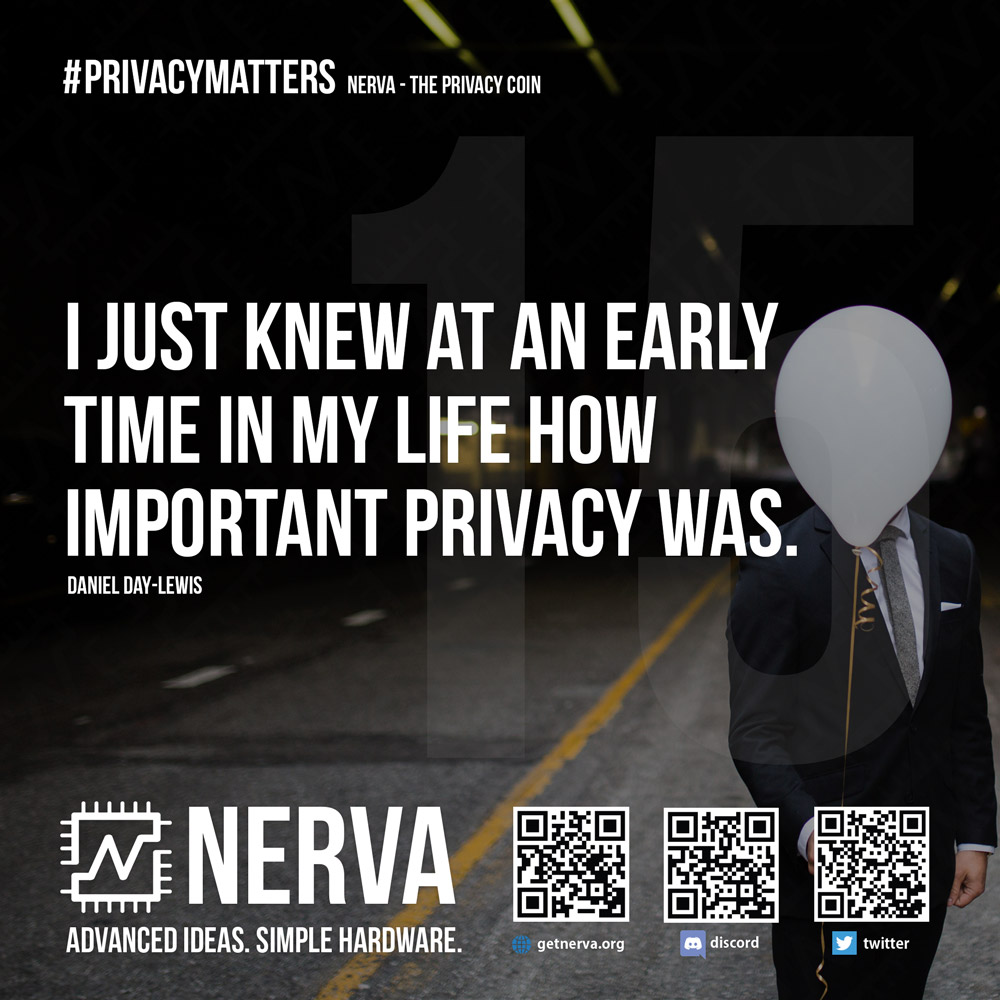 #PRIVACYMATTERS NERVA - THE PRIVACY COIN
15
I JUST KNEW AT AN EARLY
TIME IN MY LIFE HOW
IMPORTANT PRIVACY WAS.
DANIEL DAY-LEWIS
NERVA
ADVANCED IDEAS. SIMPLE HARDWARE.
getnerva.org discord twitter